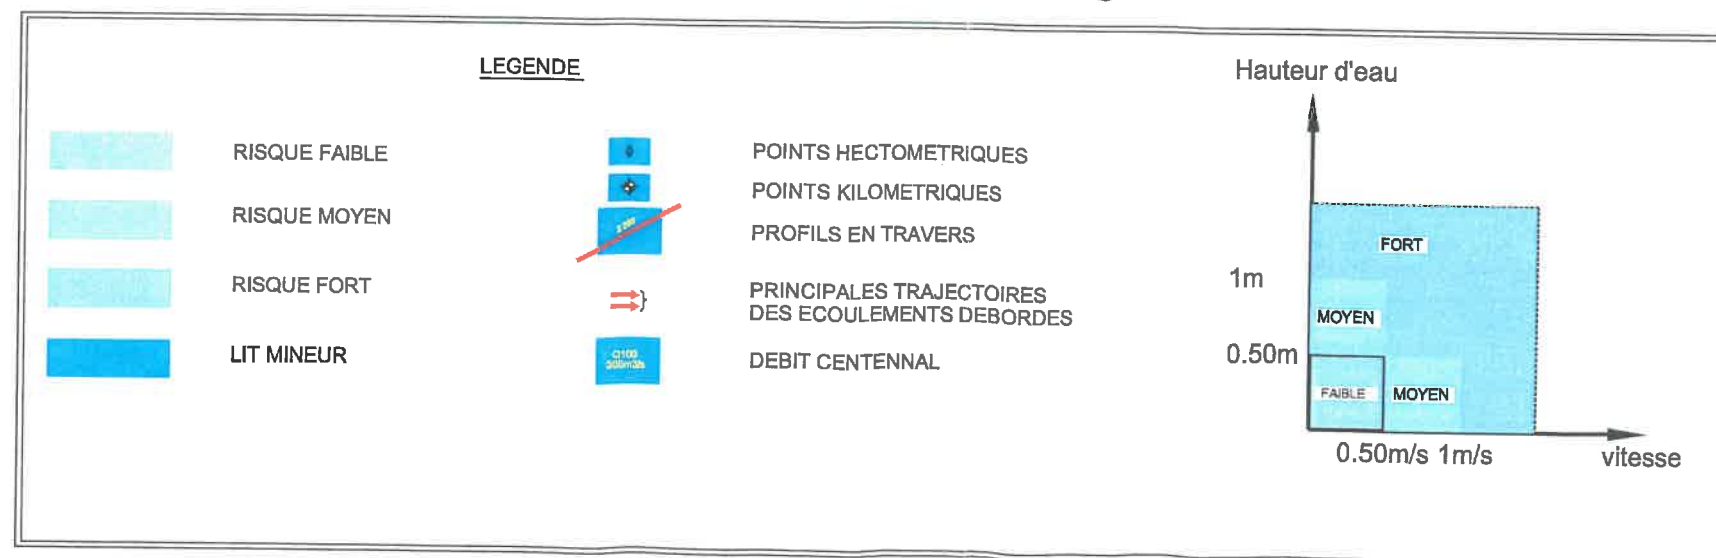 LEGENDE
RISQUE FAIBLE
RISQUE MOYEN
RISQUE FORT
LIT MINEUR
POINTS HECTOMETRIQUES
POINTS KILOMETRIQUES
PROFILS EN TRAVERS
PRINCIPALES TRAJECTOIRES
DES ECOULEMENTS DEBORDES
Q100
DEBIT CENTENNAL
Hauteur d'eau
FORT
1m
MOYEN
0.50m
FAIBLE
MOYEN
0.50m/s 1m/s
vitesse